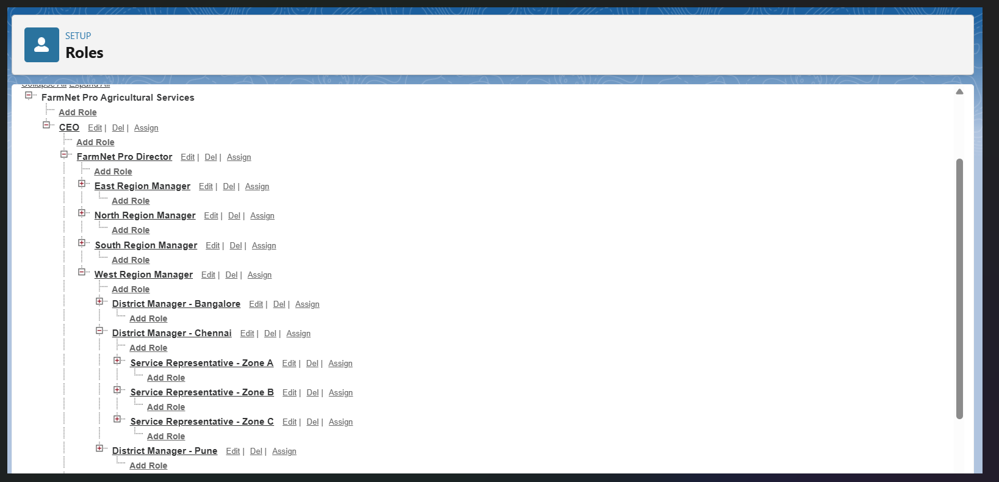 SETUP
Roles
Collapse All Expand All
FarmNet Pro Agricultural Services
Add Role
CEO Edit | Del | Assign
Add Role
FarmNet Pro Director Edit | Del | Assign
Add Role
East Region Manager Edit | Del | Assign
Add Role
North Region Manager Edit | Del | Assign
Add Role
South Region Manager Edit | Del | Assign
Add Role
West Region Manager Edit | Del | Assign
Add Role
District Manager - Bangalore Edit | Del | Assign
Add Role
District Manager - Chennai Edit | Del | Assign
Add Role
Service Representative - Zone A Edit | Del | Assign
Add Role
Service Representative - Zone B Edit | Del | Assign
Add Role
Service Representative - Zone C Edit | Del | Assign
Add Role
District Manager - Pune Edit | Del | Assign
Add Role